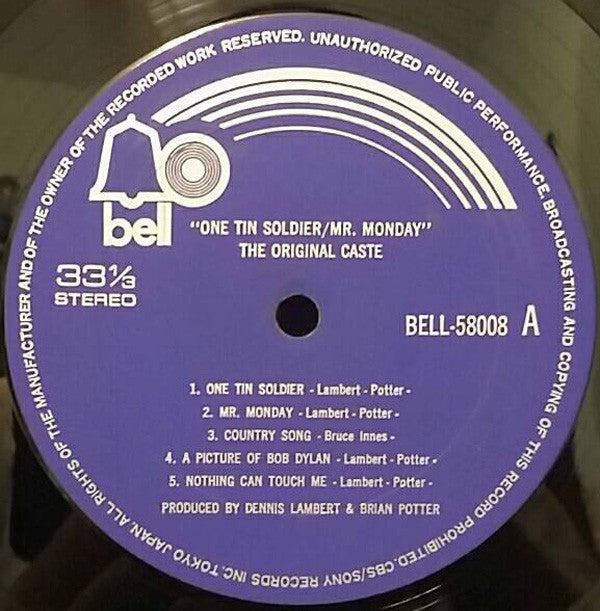 ALL RIGHTS OF THE MANUFACTURER AND OF THE OWNER OF THE RECORDED WORK RESERVED. UNAUTHORIZED PUBLIC PERFORMANCE. BROADCASTING AND COPYING OF THIS RECORD PROHIBITED. CBS/SONY RECORDS INC. TOKYO JAPAN.
bell
"ONE TIN SOLDIER/MR. MONDAY"
THE ORIGINAL CASTE
33⅓
STEREO
BELL-58008 A
1. ONE TIN SOLDIER - Lambert - Potter -
2. MR. MONDAY - Lambert - Potter -
3. COUNTRY SONG - Bruce Innes -
4. A PICTURE OF BOB DYLAN - Lambert - Potter -
5. NOTHING CAN TOUCH ME - Lambert - Potter -
PRODUCED BY DENNIS LAMBERT & BRIAN POTTER